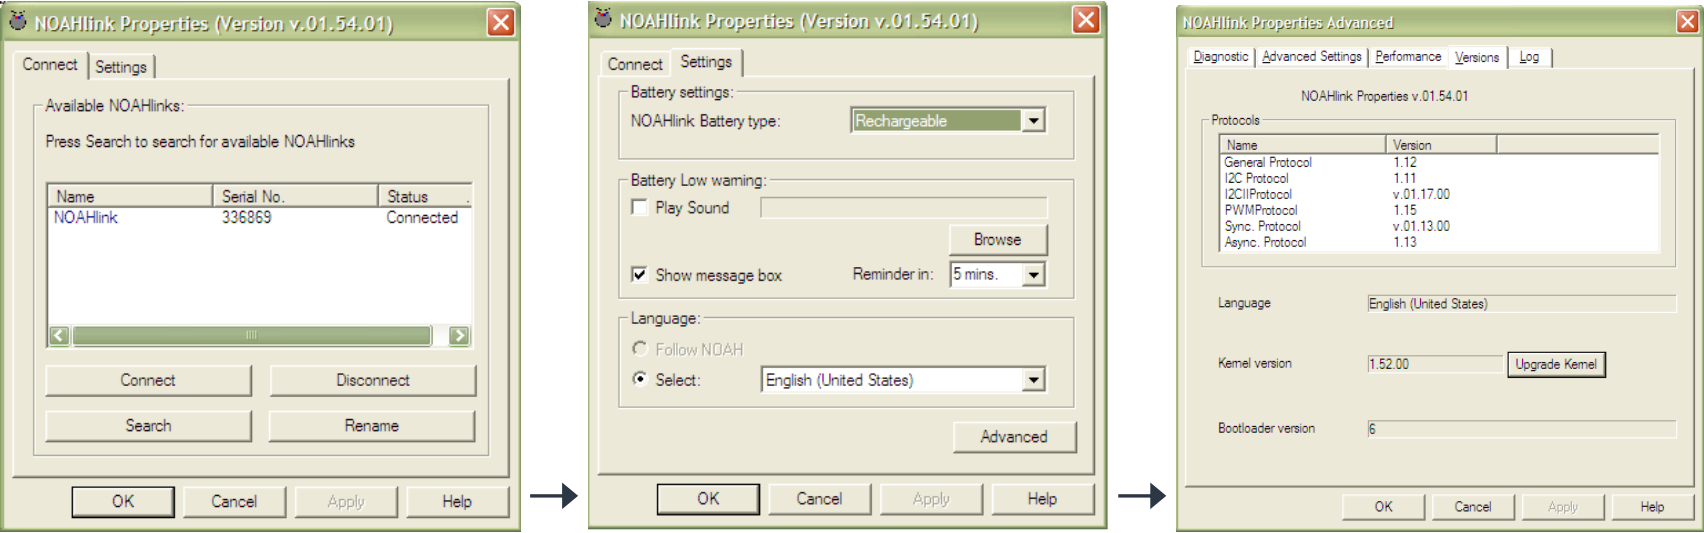 NOAHlink Properties (Version v.01.54.01)
Connect Settings
Available NOAHlinks:
Press Search to search for available NOAHlinks
Name Serial No. Status
NOAHlink 336869 Connected
Connect Disconnect
Search Rename
OK Cancel Apply Help
NOAHlink Properties (Version v.01.54.01)
Connect Settings
Battery settings:
NOAHlink Battery type: Rechargeable
Battery Low warning:
Play Sound
Browse
Show message box Reminder in: 5 mins.
Language:
Follow NOAH
Select: English (United States)
Advanced
OK Cancel Apply Help
NOAHlink Properties Advanced
Diagnostic Advanced Settings Performance Versions Log
NOAHlink Properties v.01.54.01
Protocols
Name Version
General Protocol 1.12
I2C Protocol 1.11
I2CIIProtocol v.01.17.00
PWMProtocol 1.15
Sync. Protocol v.01.13.00
Async. Protocol 1.13
Language English (United States)
Kernel version 1.52.00 Upgrade Kernel
Bootloader version 6
OK Cancel Apply Help